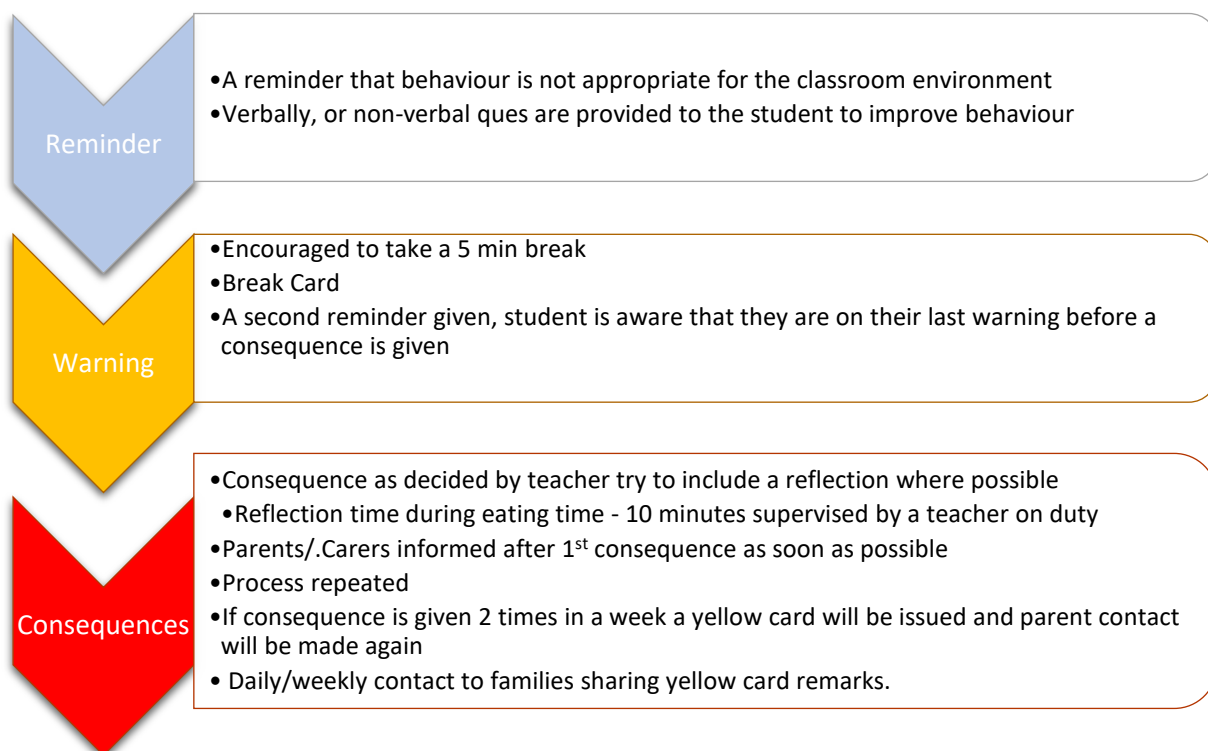 Reminder
•A reminder that behaviour is not appropriate for the classroom environment
•Verbally, or non-verbal ques are provided to the student to improve behaviour
Warning
•Encouraged to take a 5 min break
•Break Card
•A second reminder given, student is aware that they are on their last warning before a
consequence is given
Consequences
•Consequence as decided by teacher try to include a reflection where possible
•Reflection time during eating time - 10 minutes supervised by a teacher on duty
•Parents/.Carers informed after 1st consequence as soon as possible
•Process repeated
•If consequence is given 2 times in a week a yellow card will be issued and parent contact
will be made again
• Daily/weekly contact to families sharing yellow card remarks.